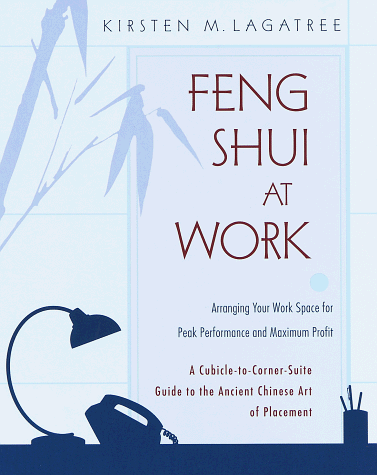 KIRSTEN M. LAGATREE
FENG
SHUI
AT
WORK
Arranging Your Work Space for
Peak Performance and Maximum Profit
A Cubicle-to-Corner-Suite
Guide to the Ancient Chinese Art
of Placement